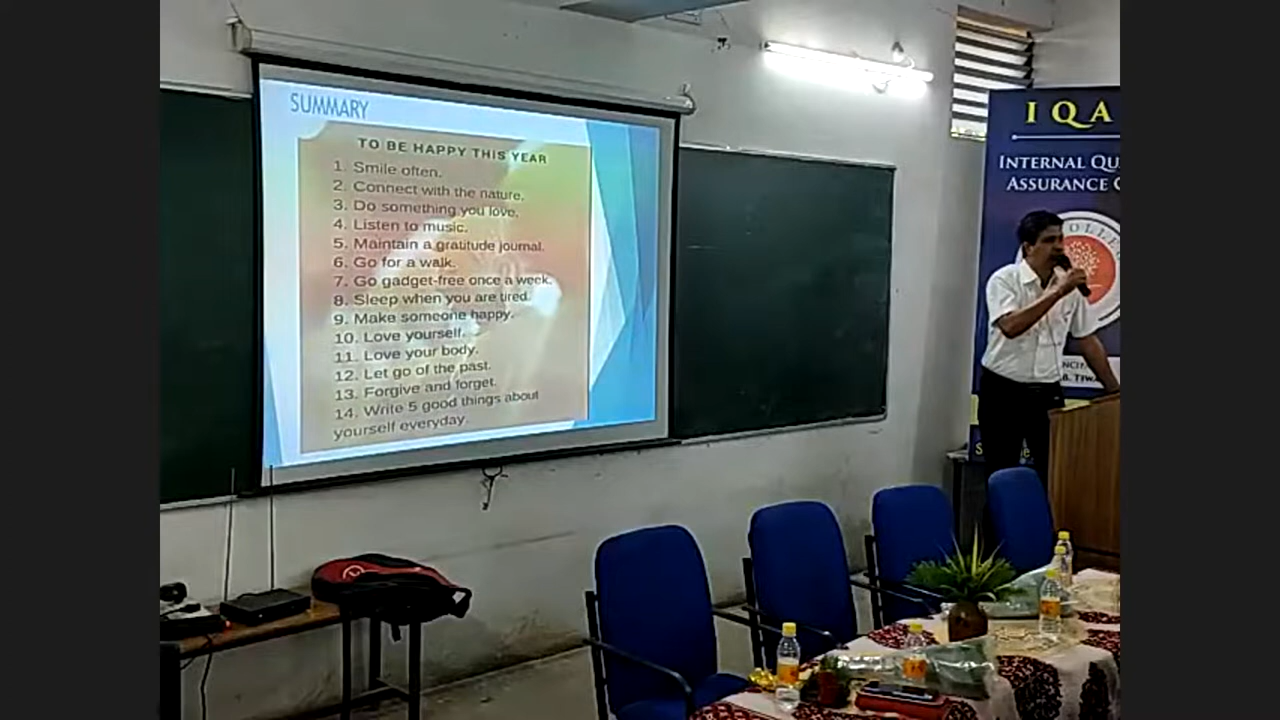 SUMMARY
TO BE HAPPY THIS YEAR
1. Smile often.
2. Connect with the nature.
3. Do something you love.
4. Listen to music.
5. Maintain a gratitude journal.
6. Go for a walk.
7. Go gadget-free once a week.
8. Sleep when you are tired.
9. Make someone happy.
10. Love yourself.
11. Love your body.
12. Let go of the past.
13. Forgive and forget.
14. Write 5 good things about
yourself everyday.
IQA
INTERNAL QU
ASSURANCE C
OLLE